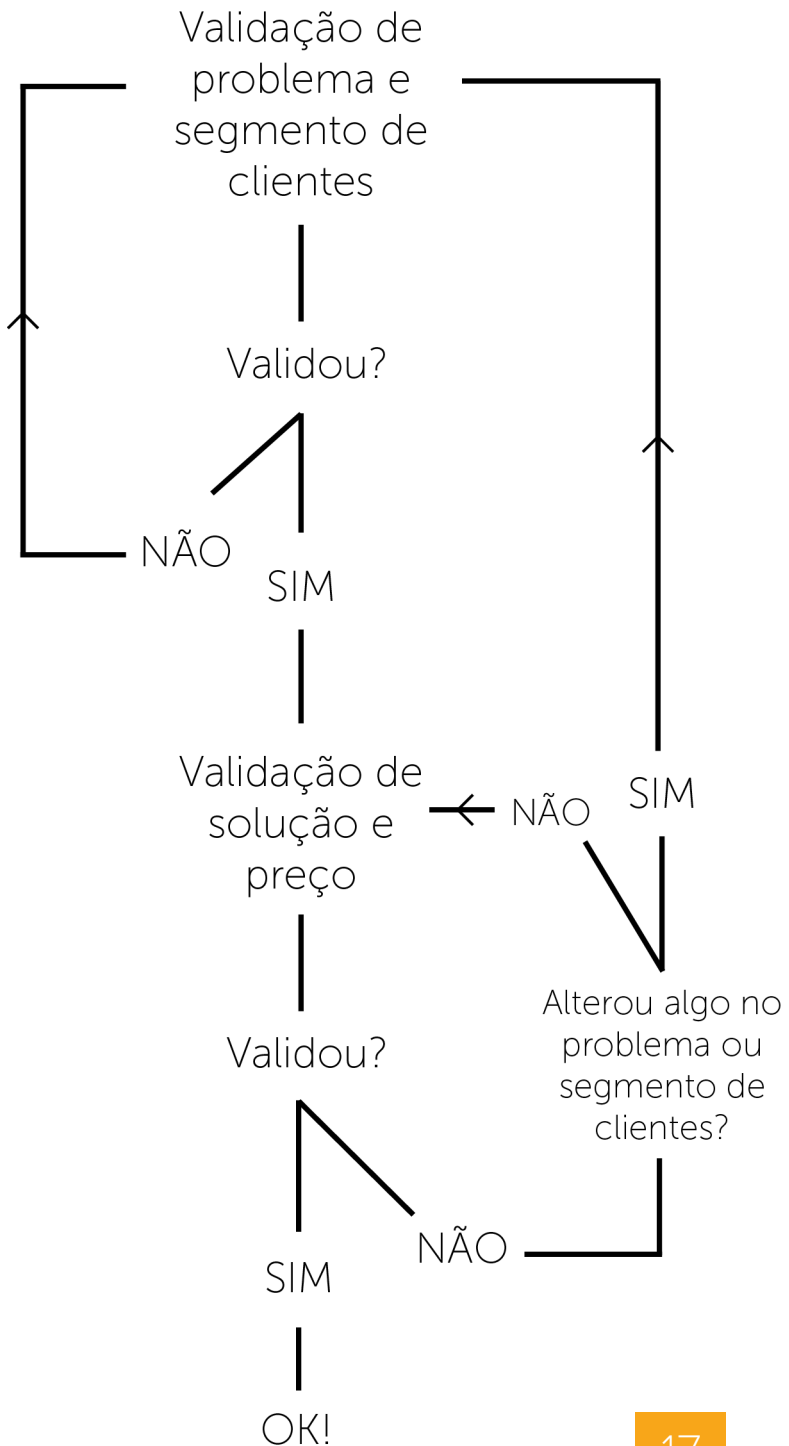 Validação de
problema e
segmento de
clientes
Validou?
NÃO
SIM
Validação de
solução e
preço
NÃO
SIM
Alterou algo no
problema ou
segmento de
clientes?
Validou?
NÃO
SIM
OK!
17